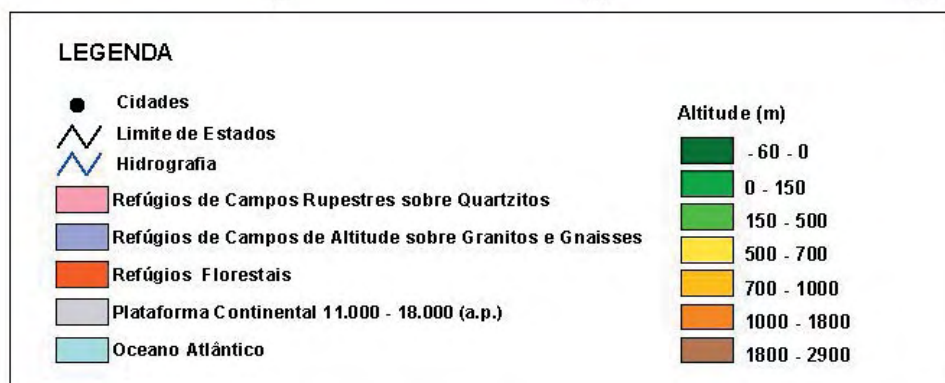 LEGENDA
Cidades
Limite de Estados
Hidrografia
Refúgios de Campos Rupestres sobre Quartzitos
Refúgios de Campos de Altitude sobre Granitos e Gnaisses
Refúgios Florestais
Plataforma Continental 11.000 - 18.000 (a.p.)
Oceano Atlântico
Altitude (m)
- 60 - 0
0 - 150
150 - 500
500 - 700
700 - 1000
1000 - 1800
1800 - 2900